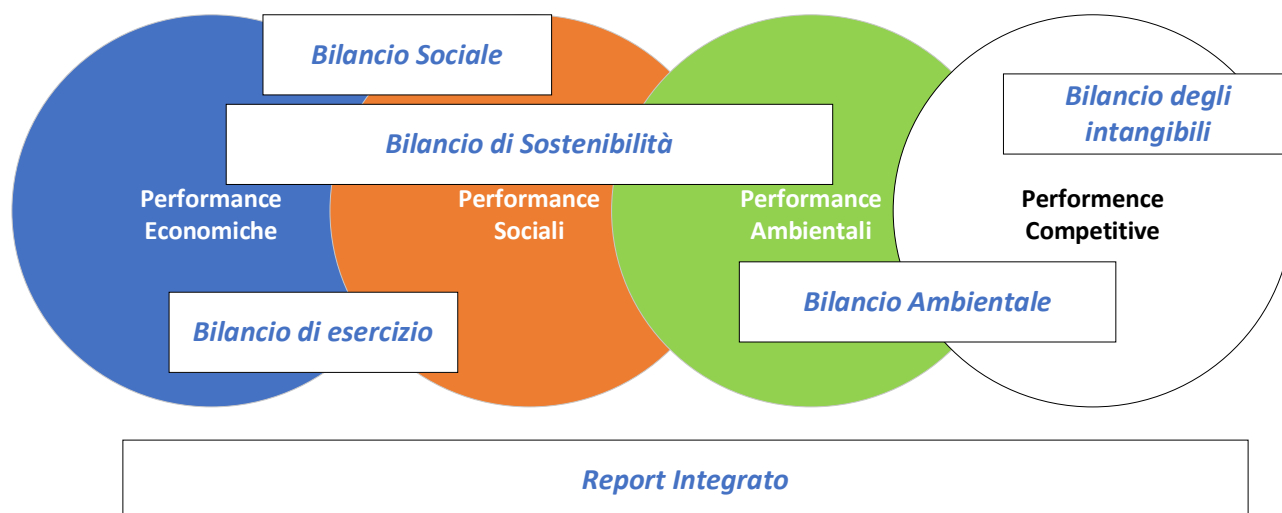 Bilancio Sociale
Bilancio degli
intangibili
Bilancio di Sostenibilità
Performance
Economiche
Performance
Sociali
Performance
Ambientali
Performence
Competitive
Bilancio Ambientale
Bilancio di esercizio
Report Integrato